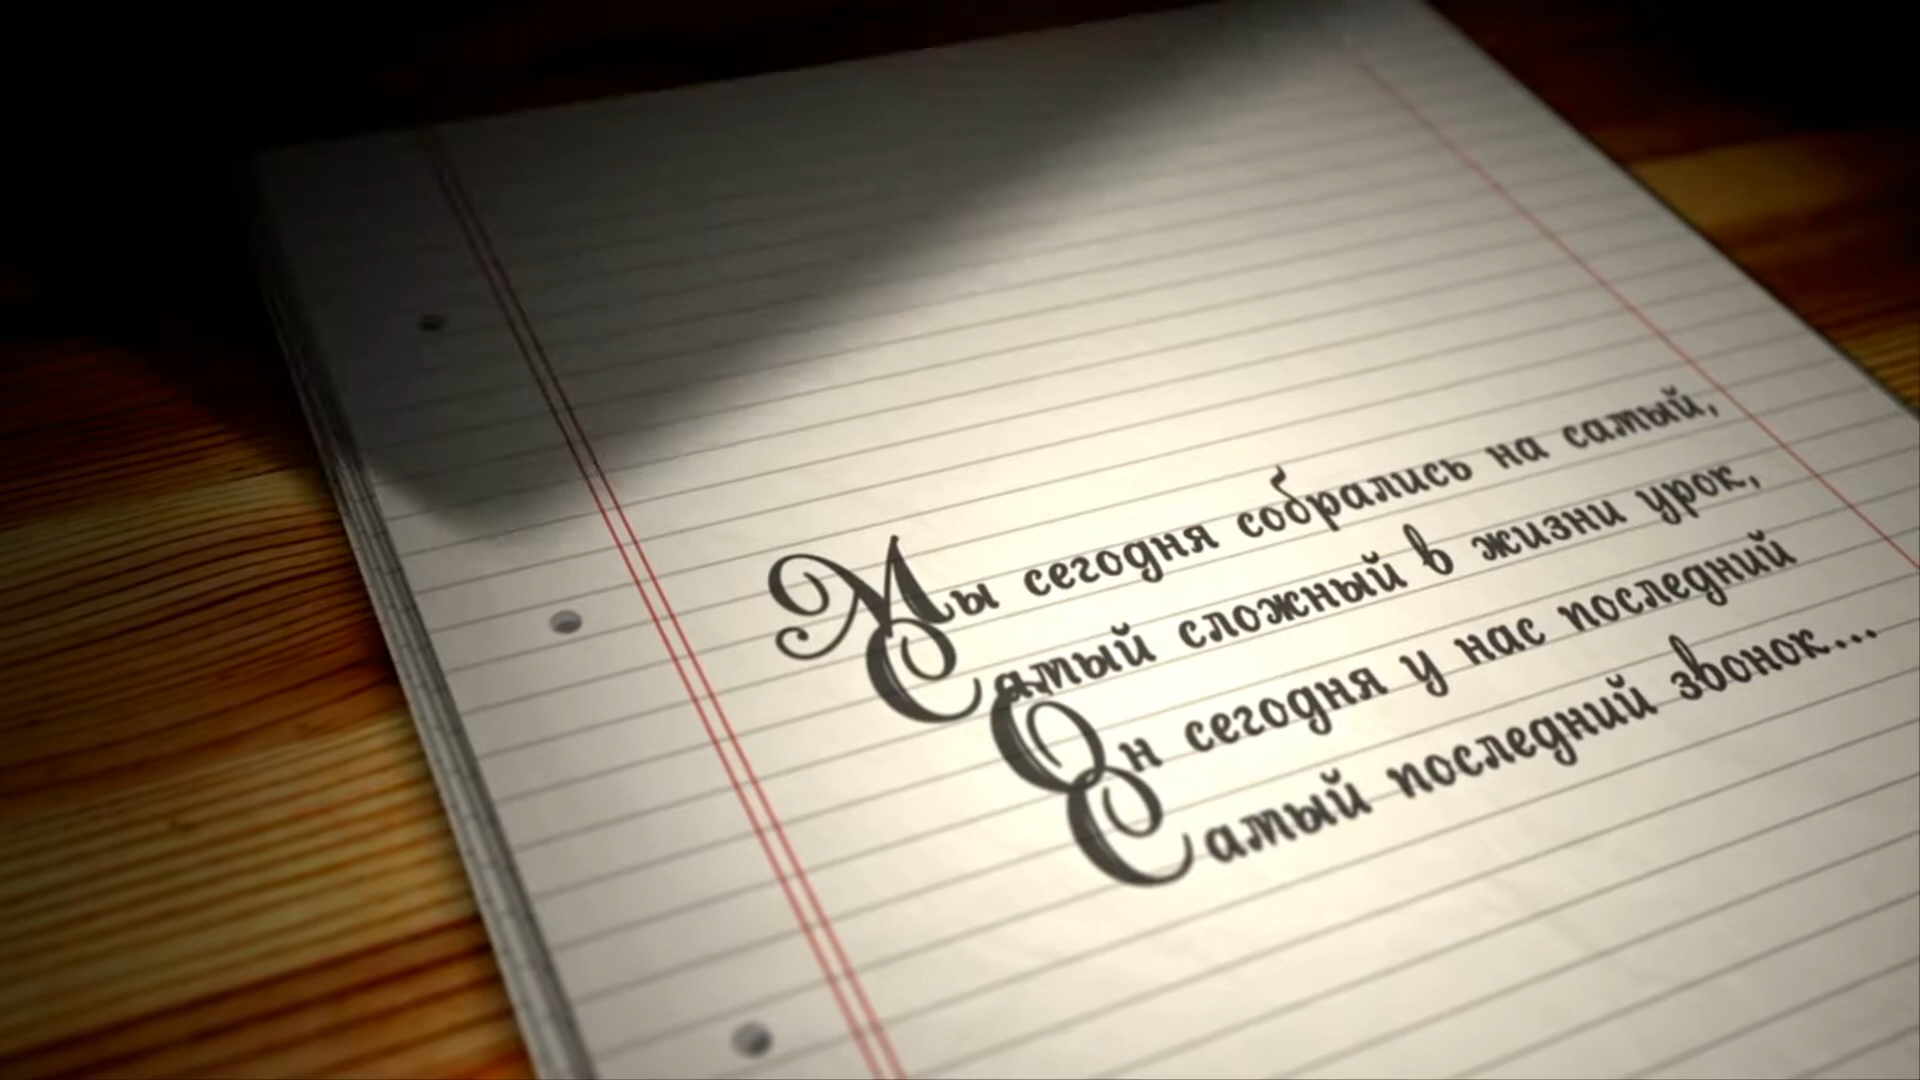 Мы сегодня собрались на самый,
Самый сложный в жизни урок,
Он сегодня у нас последний
Самый последний звонок....